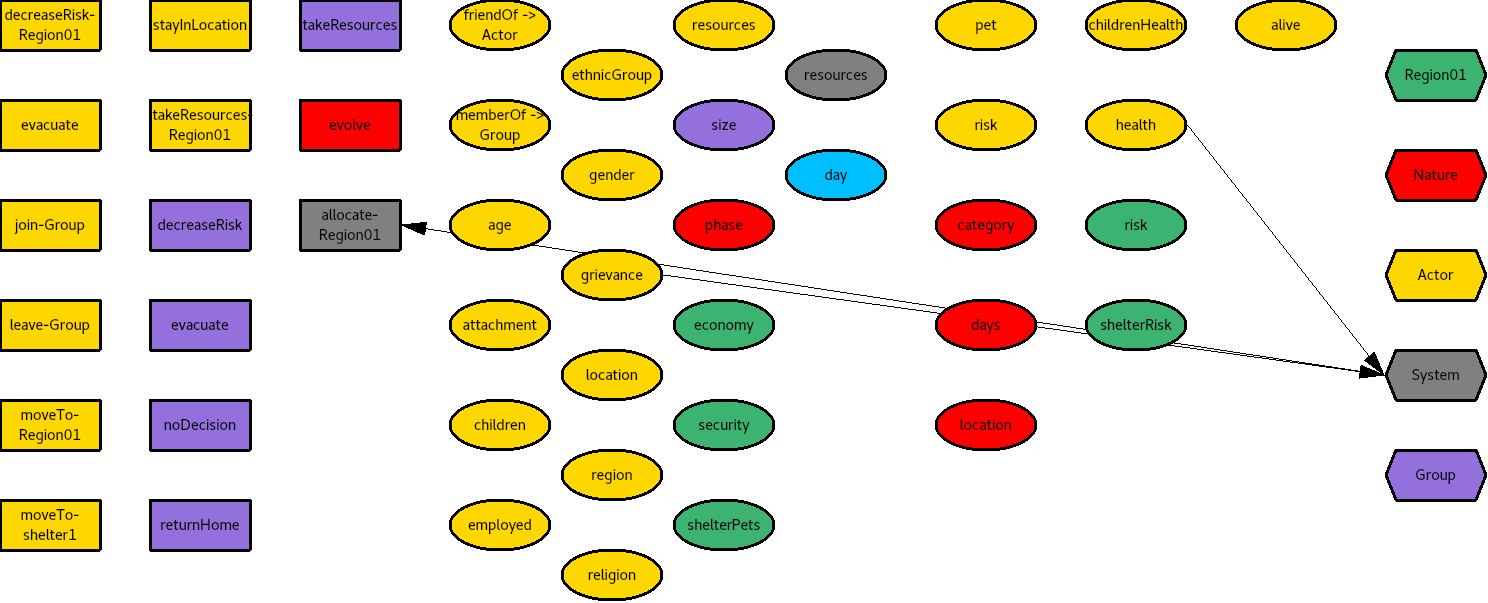 decreaseRisk-
Region01
stayInLocation
takeResources
friendOf ->
Actor
resources
pet
childrenHealth
alive
ethnicGroup
resources
Region01
evacuate
takeResources-
Region01
evolve
memberOf ->
Group
size
risk
health
gender
day
Nature
join-Group
decreaseRisk
allocate-
Region01
age
phase
category
risk
grievance
Actor
leave-Group
evacuate
attachment
economy
days
shelterRisk
location
System
moveTo-
Region01
noDecision
children
security
location
region
Group
moveTo-
shelter1
returnHome
employed
shelterPets
religion